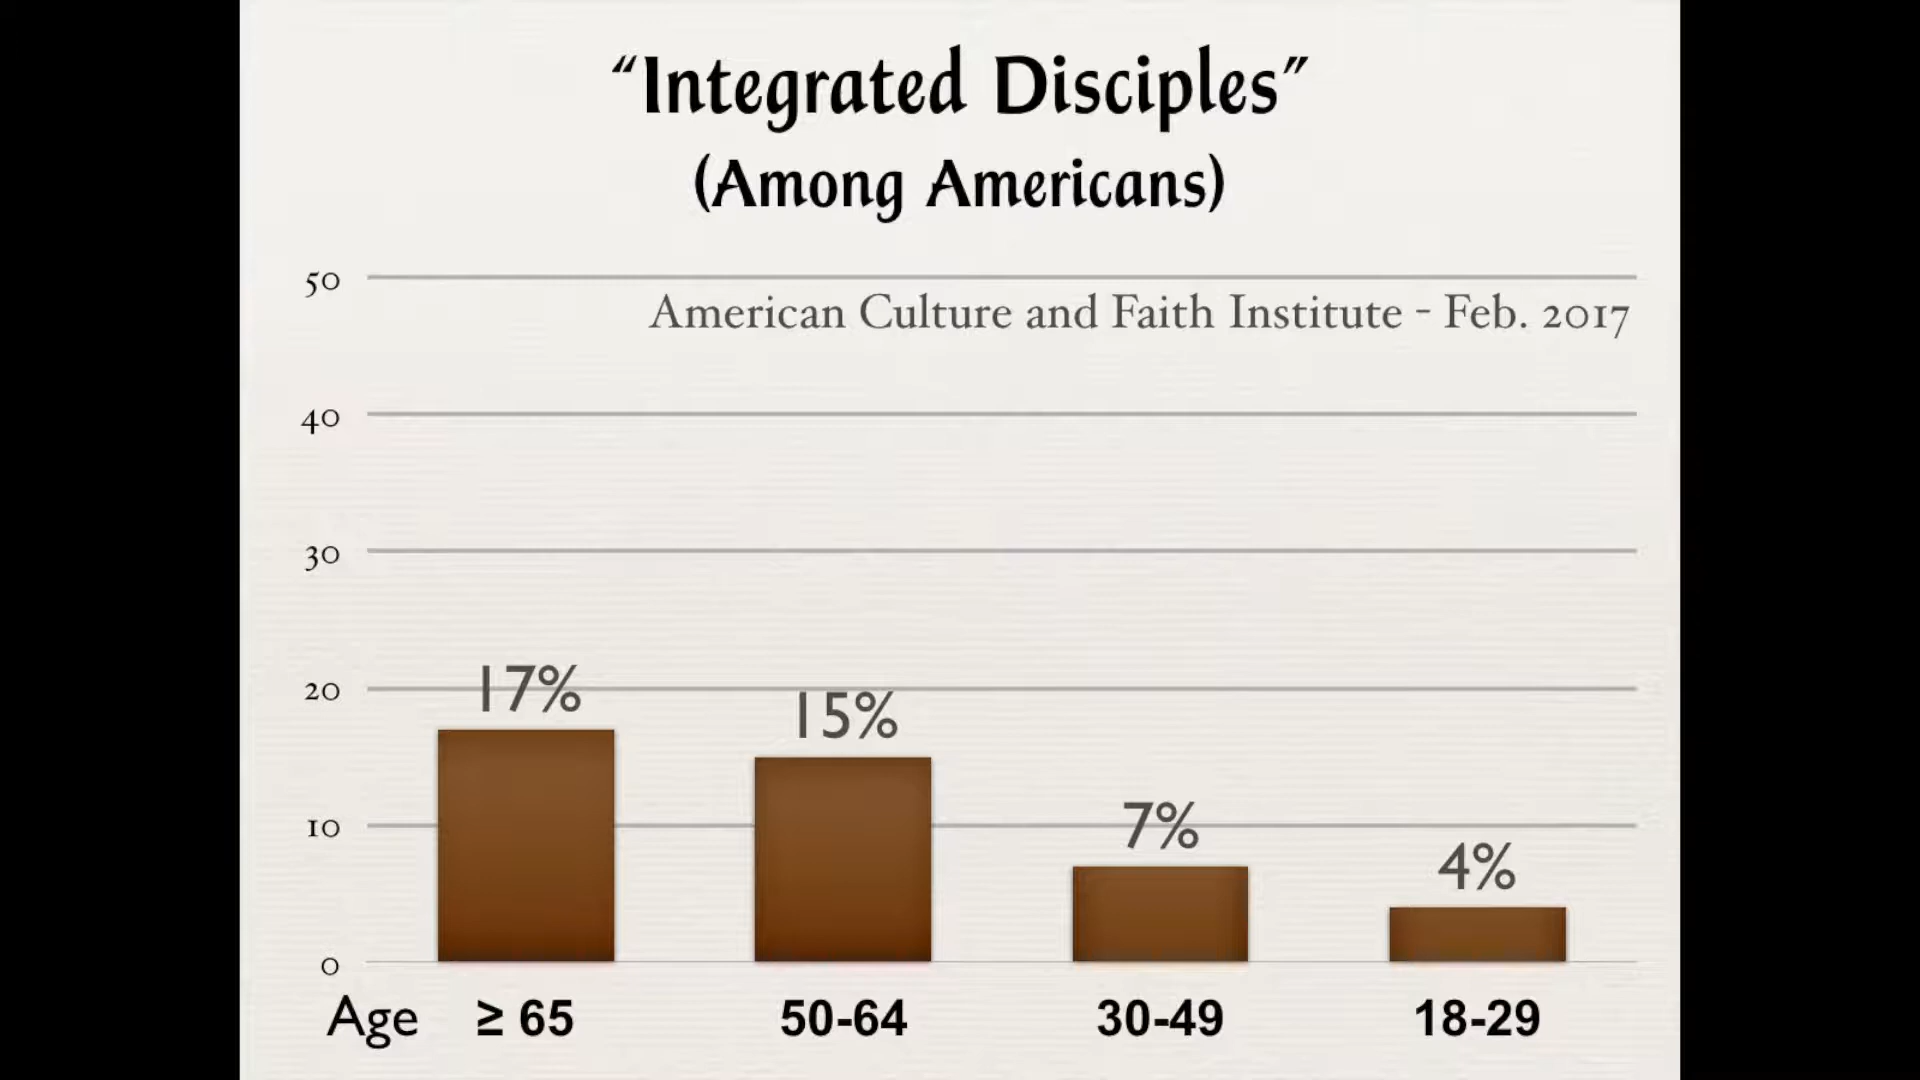 “Integrated Disciples”
(Among Americans)
50
American Culture and Faith Institute - Feb. 2017
40
30
20
17%
15%
10
7%
4%
0
Age ≥ 65 50-64 30-49 18-29